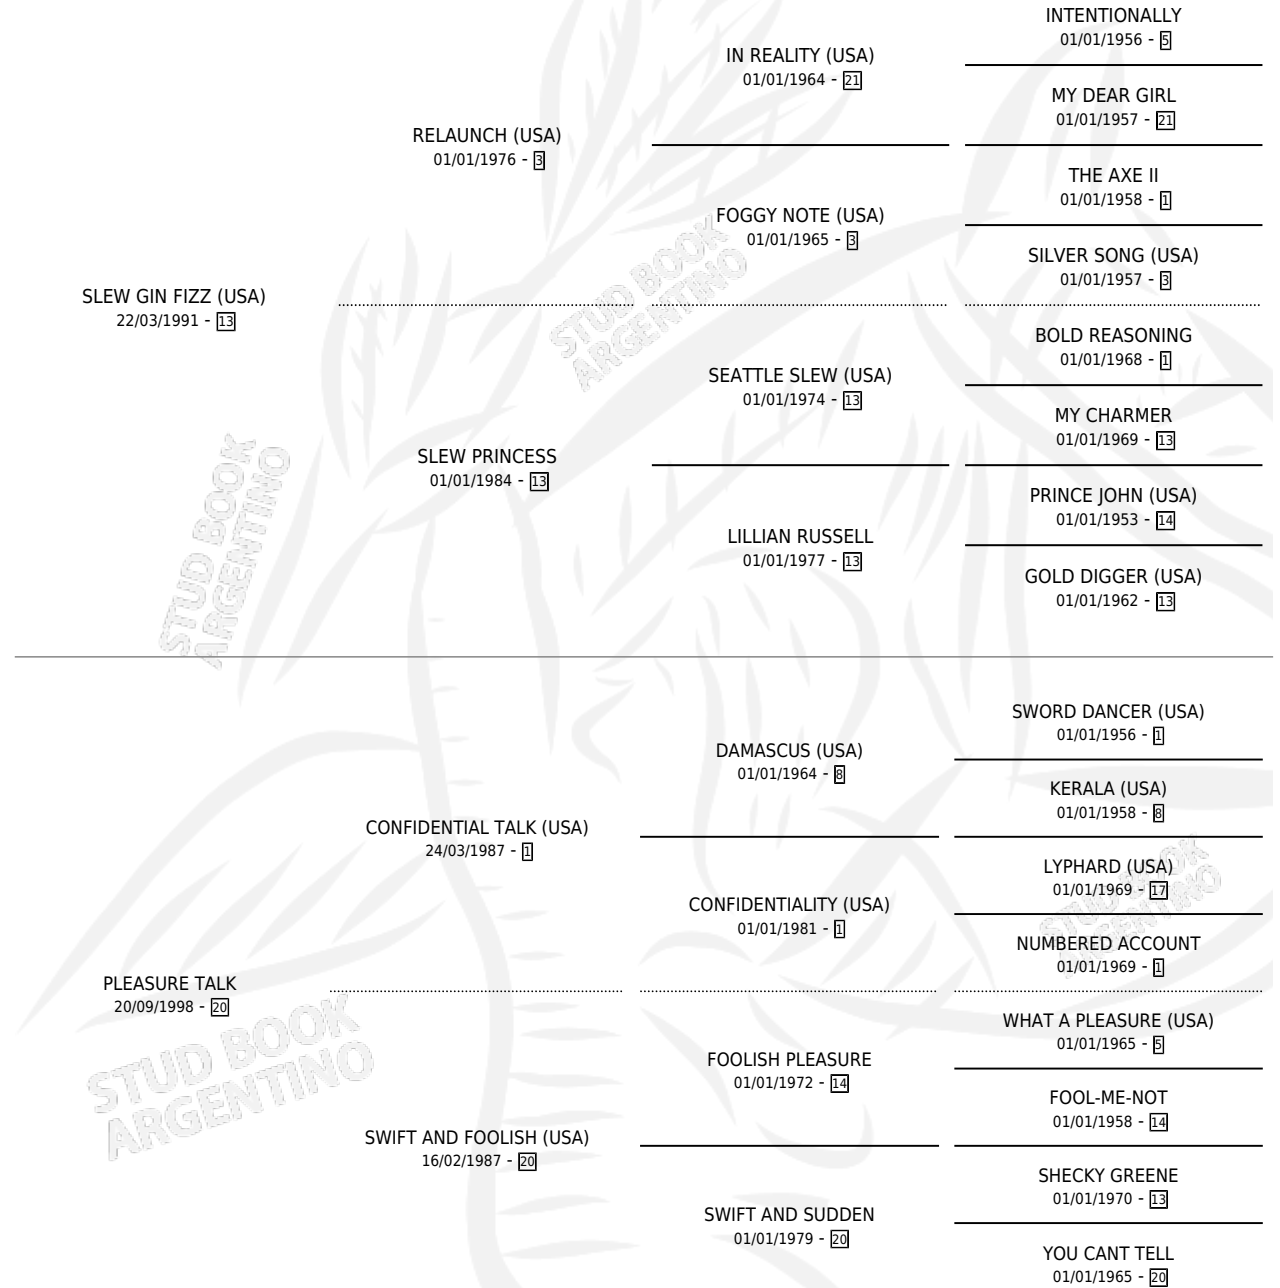 INTENTIONALLY
01/01/1956 - 5
IN REALITY (USA)
01/01/1964 - 21
MY DEAR GIRL
01/01/1957 - 21
RELAUNCH (USA)
01/01/1976 - 3
THE AXE II
01/01/1958 - 1
FOGGY NOTE (USA)
01/01/1965 - 3
SILVER SONG (USA)
01/01/1957 - 3
SLEW GIN FIZZ (USA)
22/03/1991 - 13
STUD BOOK
ARGENTINO
BOLD REASONING
01/01/1968 - 1
SEATTLE SLEW (USA)
01/01/1974 - 13
MY CHARMER
01/01/1969 - 13
SLEW PRINCESS
01/01/1984 - 13
PRINCE JOHN (USA)
01/01/1953 - 14
LILLIAN RUSSELL
01/01/1977 - 13
GOLD DIGGER (USA)
01/01/1962 - 13
STUD BOOK
ARGENTINO
SWORD DANCER (USA)
01/01/1956 - 1
DAMASCUS (USA)
01/01/1964 - 8
KERALA (USA)
01/01/1958 - 8
CONFIDENTIAL TALK (USA)
24/03/1987 - 1
LYPHARD (USA)
01/01/1969 - 17
CONFIDENTIALITY (USA)
01/01/1981 - 1
STUD BOOK
ARGENTINO
NUMBERED ACCOUNT
01/01/1969 - 1
PLEASURE TALK
20/09/1998 - 20
WHAT A PLEASURE (USA)
01/01/1965 - 5
FOOLISH PLEASURE
01/01/1972 - 14
STUD BOOK
ARGENTINO
FOOL-ME-NOT
01/01/1958 - 14
SWIFT AND FOOLISH (USA)
16/02/1987 - 20
SHECKY GREENE
01/01/1970 - 13
SWIFT AND SUDDEN
01/01/1979 - 20
YOU CANT TELL
01/01/1965 - 20